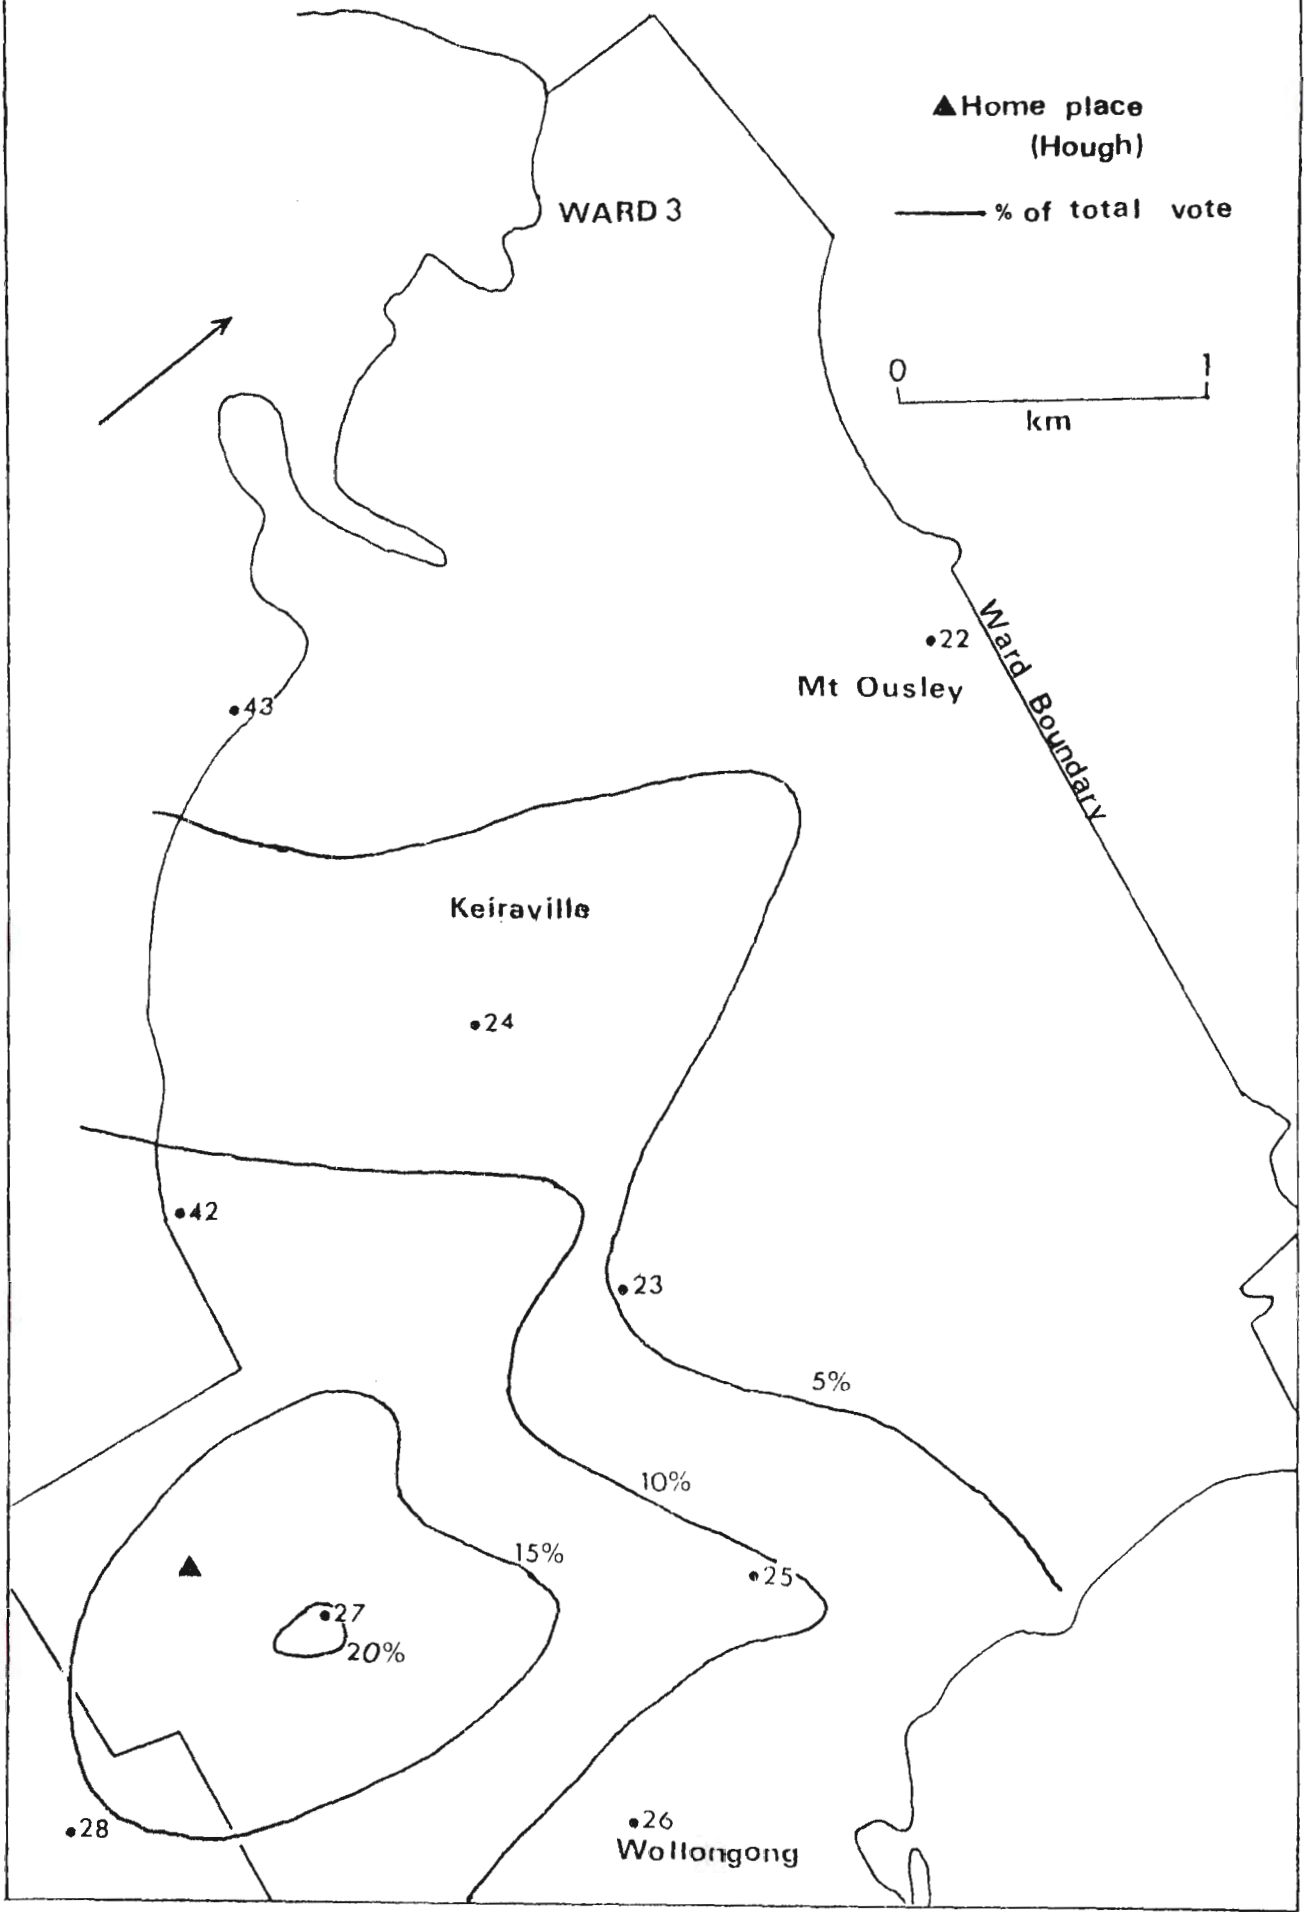 ▲Home place
(Hough)
WARD 3
% of total vote
0 1
km
Ward Boundary
22
Mt Ousley
43
Keiraville
24
42
23
5%
10%
15%
25
27
20%
28
26
Wollongong